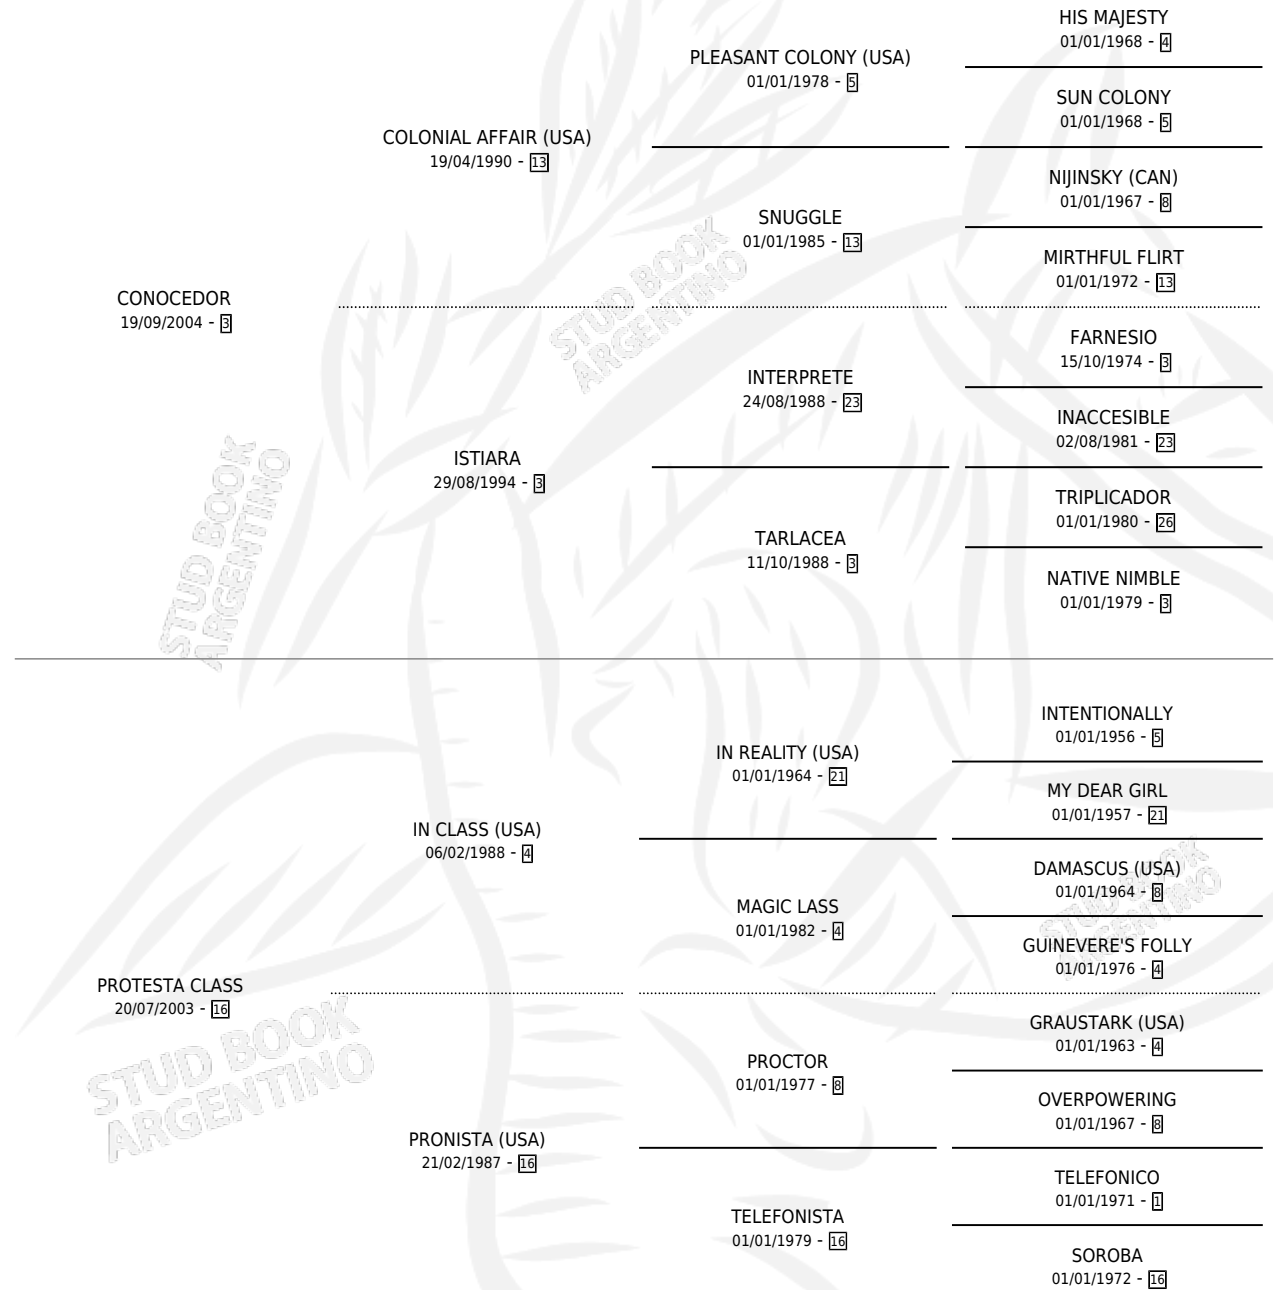 HIS MAJESTY
01/01/1968 - 4
PLEASANT COLONY (USA)
01/01/1978 - 5
SUN COLONY
01/01/1968 - 5
COLONIAL AFFAIR (USA)
19/04/1990 - 13
NIJINSKY (CAN)
01/01/1967 - 8
SNUGGLE
01/01/1985 - 13
MIRTHFUL FLIRT
01/01/1972 - 13
CONOCEDOR
19/09/2004 - 3
STUD BOOK
ARGENTINO
FARNESIO
15/10/1974 - 3
INTERPRETE
24/08/1988 - 23
INACCESIBLE
02/08/1981 - 23
ISTIARA
29/08/1994 - 3
TRIPLICADOR
01/01/1980 - 26
TARLACEA
11/10/1988 - 3
NATIVE NIMBLE
01/01/1979 - 3
STUD BOOK
ARGENTINO
INTENTIONALLY
01/01/1956 - 5
IN REALITY (USA)
01/01/1964 - 21
MY DEAR GIRL
01/01/1957 - 21
IN CLASS (USA)
06/02/1988 - 4
DAMASCUS (USA)
01/01/1964 - 8
MAGIC LASS
01/01/1982 - 4
GUINEVERE'S FOLLY
01/01/1976 - 4
STUD BOOK
ARGENTINO
PROTESTA CLASS
20/07/2003 - 16
GRAUSTARK (USA)
01/01/1963 - 4
PROCTOR
01/01/1977 - 8
OVERPOWERING
01/01/1967 - 8
STUD BOOK
ARGENTINO
PRONISTA (USA)
21/02/1987 - 16
TELEFONICO
01/01/1971 - 1
TELEFONISTA
01/01/1979 - 16
SOROBA
01/01/1972 - 16